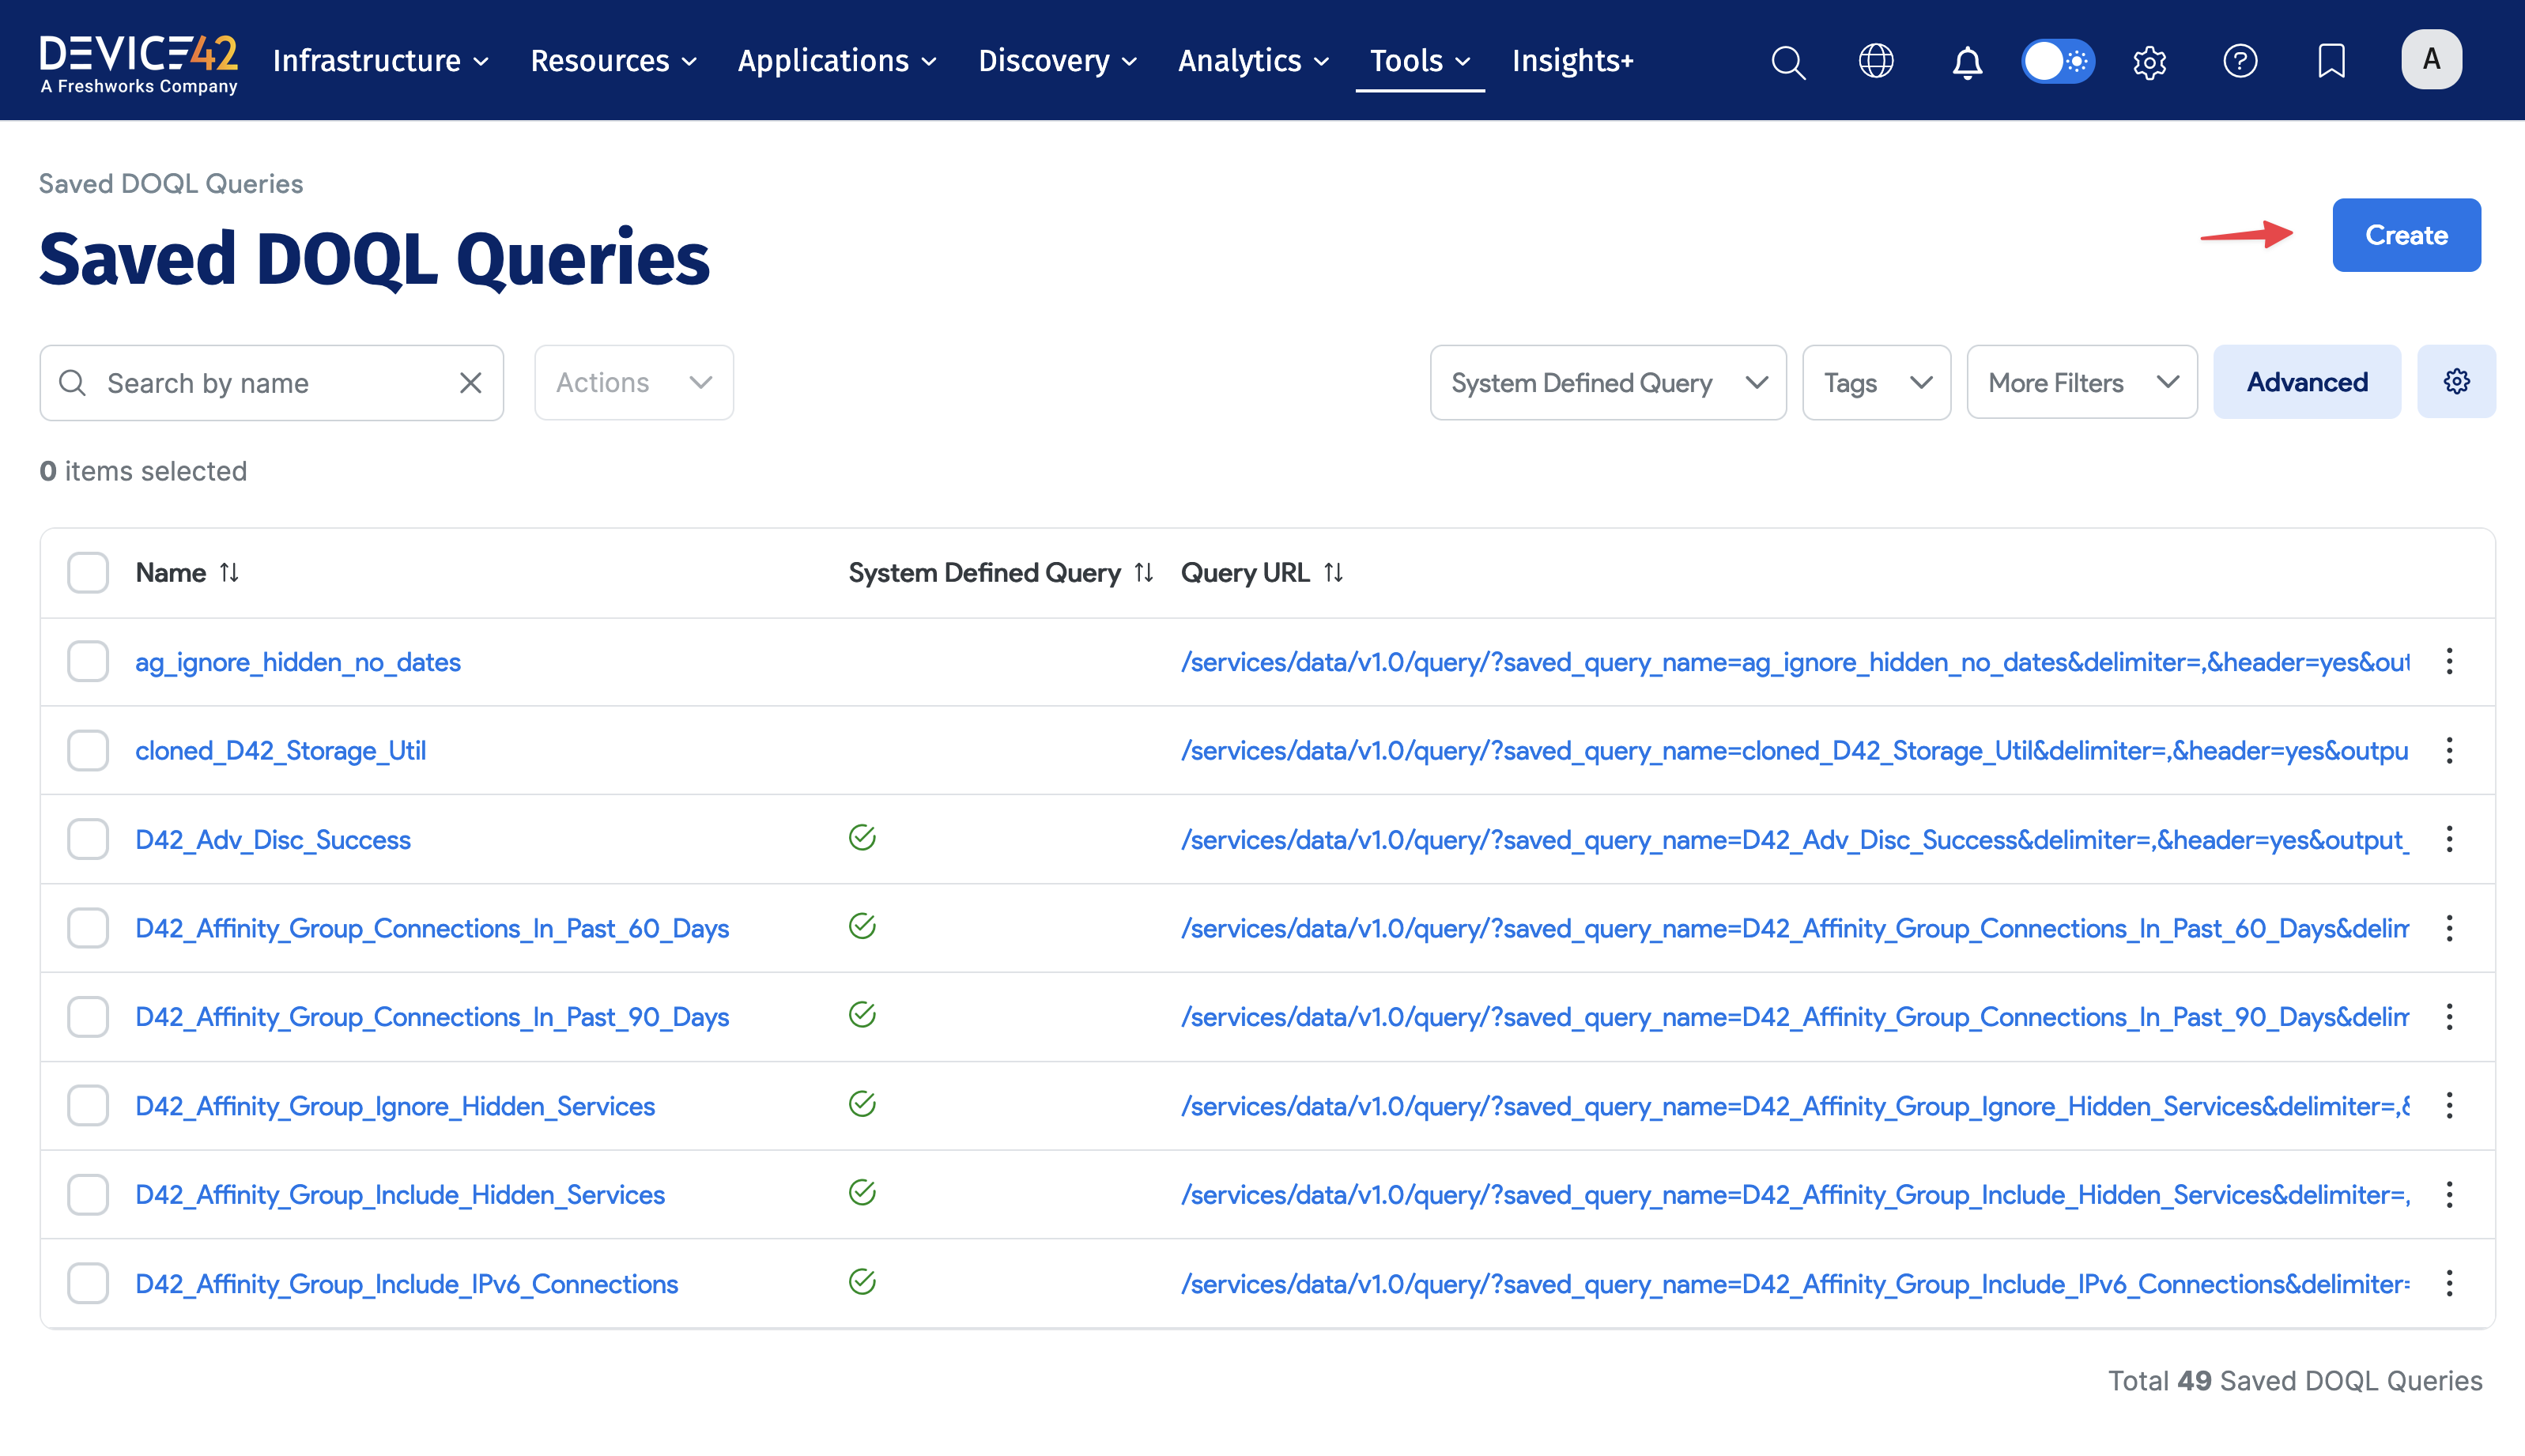 DEVICE42
A Freshworks Company
Infrastructure Resources Applications Discovery Analytics Tools Insights+ A
Saved DOQL Queries
Saved DOQL Queries
Create
Search by name Actions System Defined Query Tags More Filters Advanced
0 items selected
Name System Defined Query Query URL
ag_ignore_hidden_no_dates /services/data/v1.0/query/?saved_query_name=ag_ignore_hidden_no_dates&delimiter=,&header=yes&out
cloned_D42_Storage_Util /services/data/v1.0/query/?saved_query_name=cloned_D42_Storage_Util&delimiter=,&header=yes&outpu
D42_Adv_Disc_Success /services/data/v1.0/query/?saved_query_name=D42_Adv_Disc_Success&delimiter=,&header=yes&output_
D42_Affinity_Group_Connections_In_Past_60_Days /services/data/v1.0/query/?saved_query_name=D42_Affinity_Group_Connections_In_Past_60_Days&delim
D42_Affinity_Group_Connections_In_Past_90_Days /services/data/v1.0/query/?saved_query_name=D42_Affinity_Group_Connections_In_Past_90_Days&delim
D42_Affinity_Group_Ignore_Hidden_Services /services/data/v1.0/query/?saved_query_name=D42_Affinity_Group_Ignore_Hidden_Services&delimiter=,&
D42_Affinity_Group_Include_Hidden_Services /services/data/v1.0/query/?saved_query_name=D42_Affinity_Group_Include_Hidden_Services&delimiter=,
D42_Affinity_Group_Include_IPv6_Connections /services/data/v1.0/query/?saved_query_name=D42_Affinity_Group_Include_IPv6_Connections&delimiter=
Total 49 Saved DOQL Queries